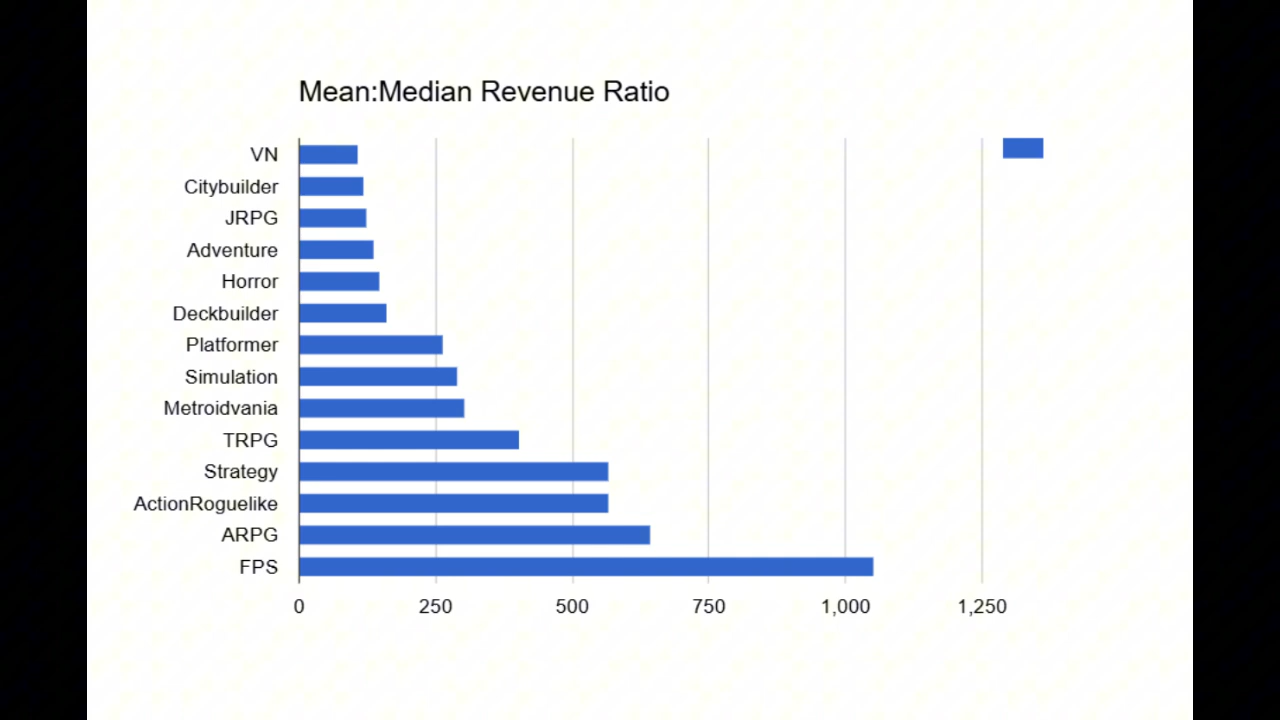 Mean:Median Revenue Ratio
VN
Citybuilder
JRPG
Adventure
Horror
Deckbuilder
Platformer
Simulation
Metroidvania
TRPG
Strategy
ActionRoguelike
ARPG
FPS
0 250 500 750 1,000 1,250